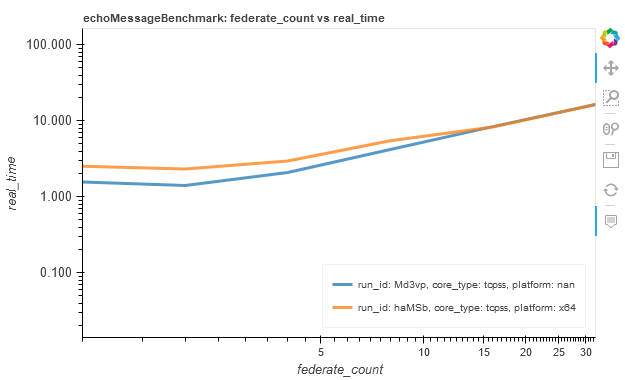 echoMessageBenchmark: federate_count vs real_time
100.000
10.000
1.000
0.100
real_time
run_id: Md3vp, core_type: tcpss, platform: nan
run_id: haMSb, core_type: tcpss, platform: x64
5
10
15
20
25
30
federate_count